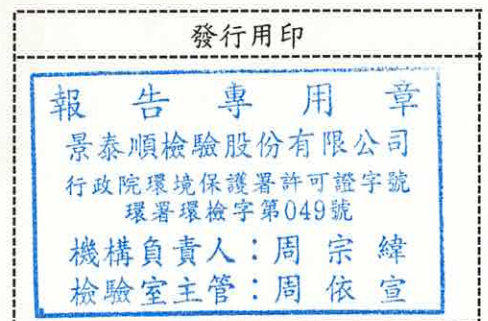 發行用印
報告專用章
景泰順檢驗股份有限公司
行政院環境保護署許可證字號
環署環檢字第049號
機構負責人：周宗緯
檢驗室主管：周依宣